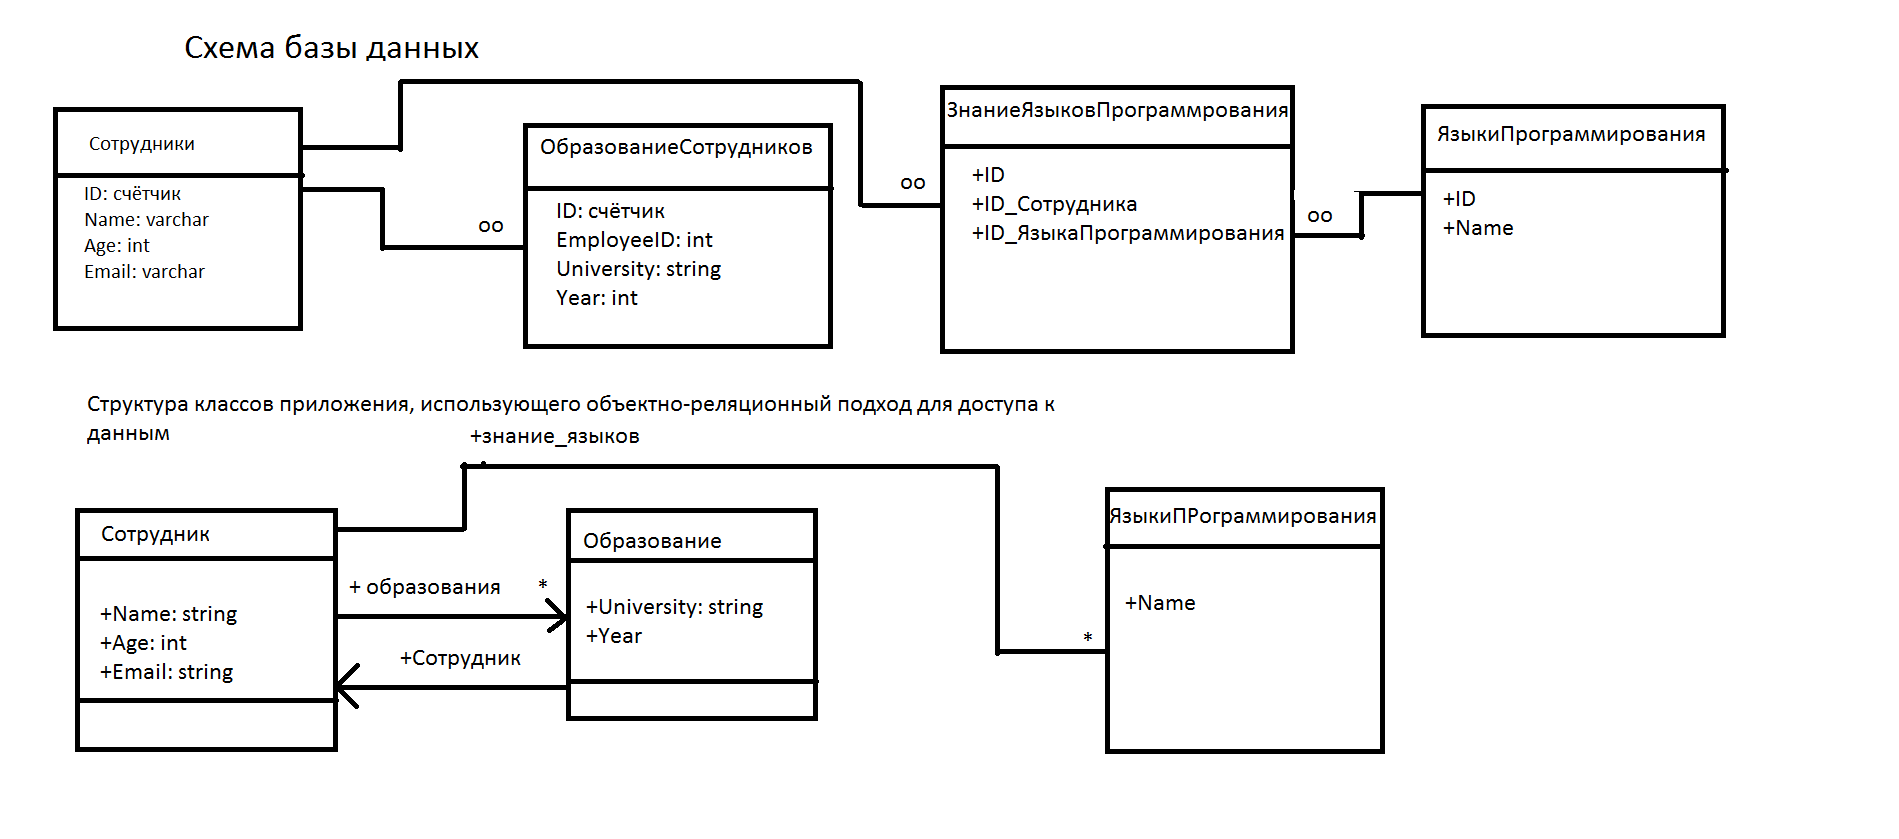 Схема базы данных
Сотрудники
ID: счётчик
Name: varchar
Age: int
Email: varchar
oo
ОбразованиеСотрудников
ID: счётчик
EmployeeID: int
University: string
Year: int
oo
ЗнаниеЯзыковПрограммрования
+ID
+ID_Сотрудника
+ID_ЯзыкаПрограммирования
oo
ЯзыкиПрограммирования
+ID
+Name
Структура классов приложения, использующего объектно-реляционный подход для доступа к
данным
+знание_языков
Сотрудник
+Name: string
+Age: int
+Email: string
+ образования
*
+Сотрудник
Образование
+University: string
+Year
*
ЯзыкиПРограммирования
+Name